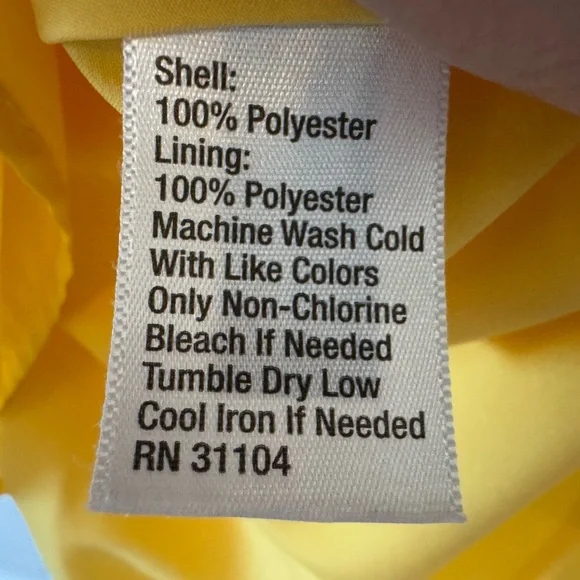 Shell:
100% Polyester
Lining:
100% Polyester
Machine Wash Cold
With Like Colors
Only Non-Chlorine
Bleach If Needed
Tumble Dry Low
Cool Iron If Needed
RN 31104